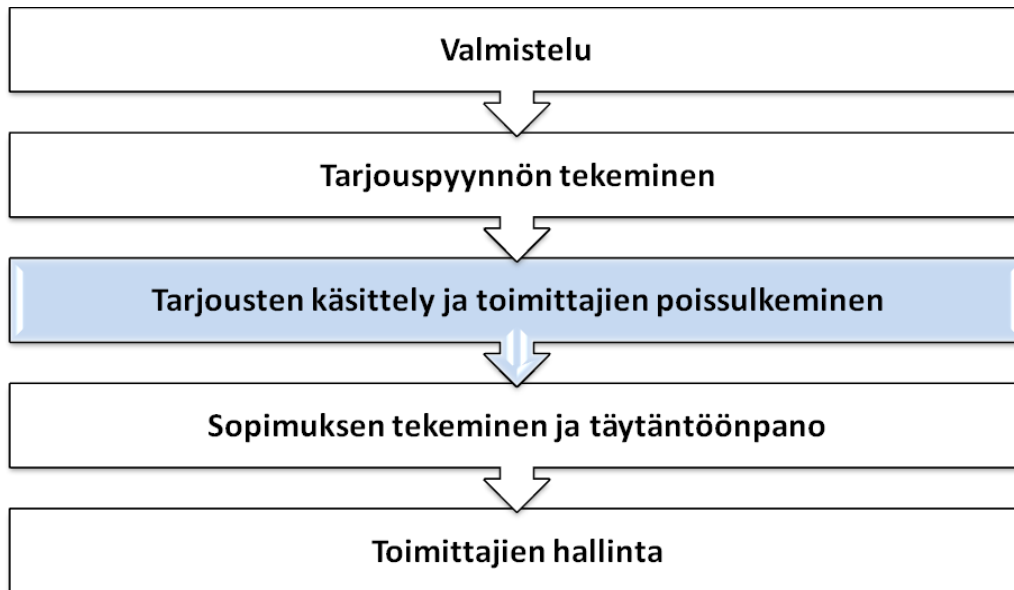 Valmistelu
Tarjouspyynnön tekeminen
Tarjousten käsittely ja toimittajien poissulkeminen
Sopimuksen tekeminen ja täytäntöönpano
Toimittajien hallinta